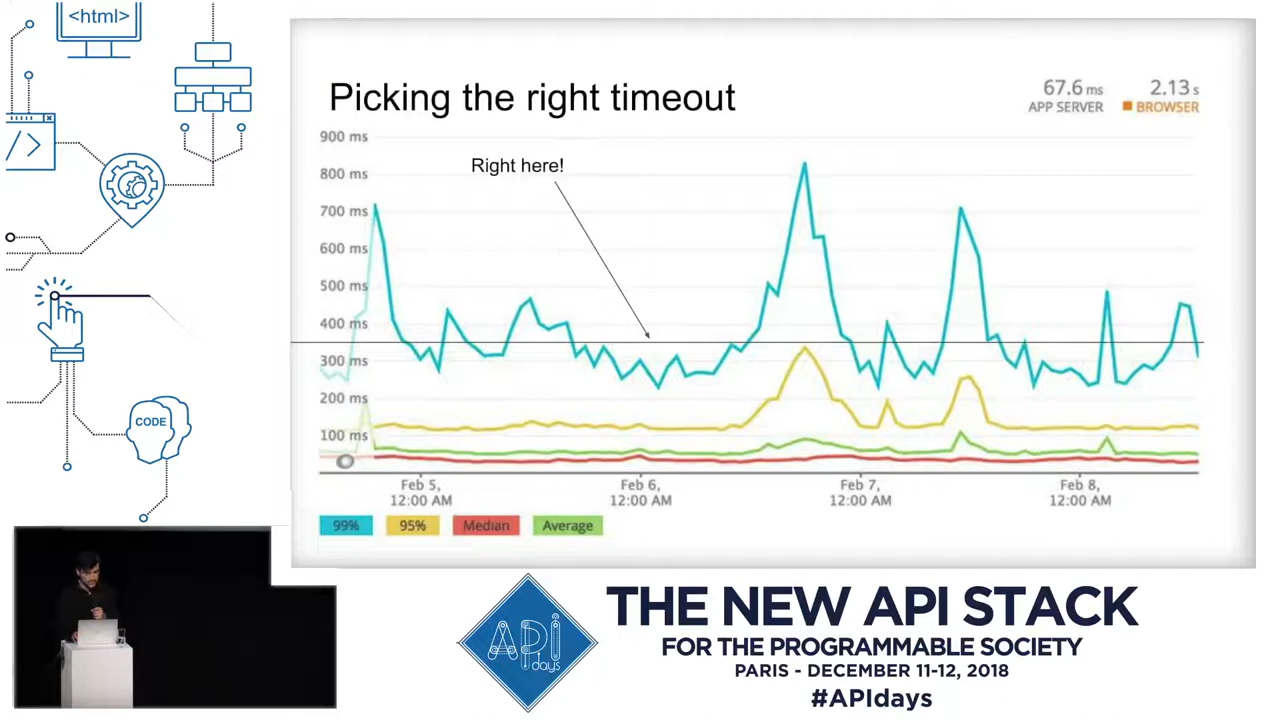 <html>
</>
CODE
Picking the right timeout
67.6 ms
APP SERVER
2.13 s
BROWSER
900 ms
800 ms
700 ms
600 ms
500 ms
400 ms
300 ms
200 ms
100 ms
Right here!
Feb 5,
12:00 AM
Feb 6,
12:00 AM
Feb 7,
12:00 AM
Feb 8,
12:00 AM
99%
95%
Median
Average
API
days
THE NEW API STACK
FOR THE PROGRAMMABLE SOCIETY
PARIS - DECEMBER 11-12, 2018
#APIdays